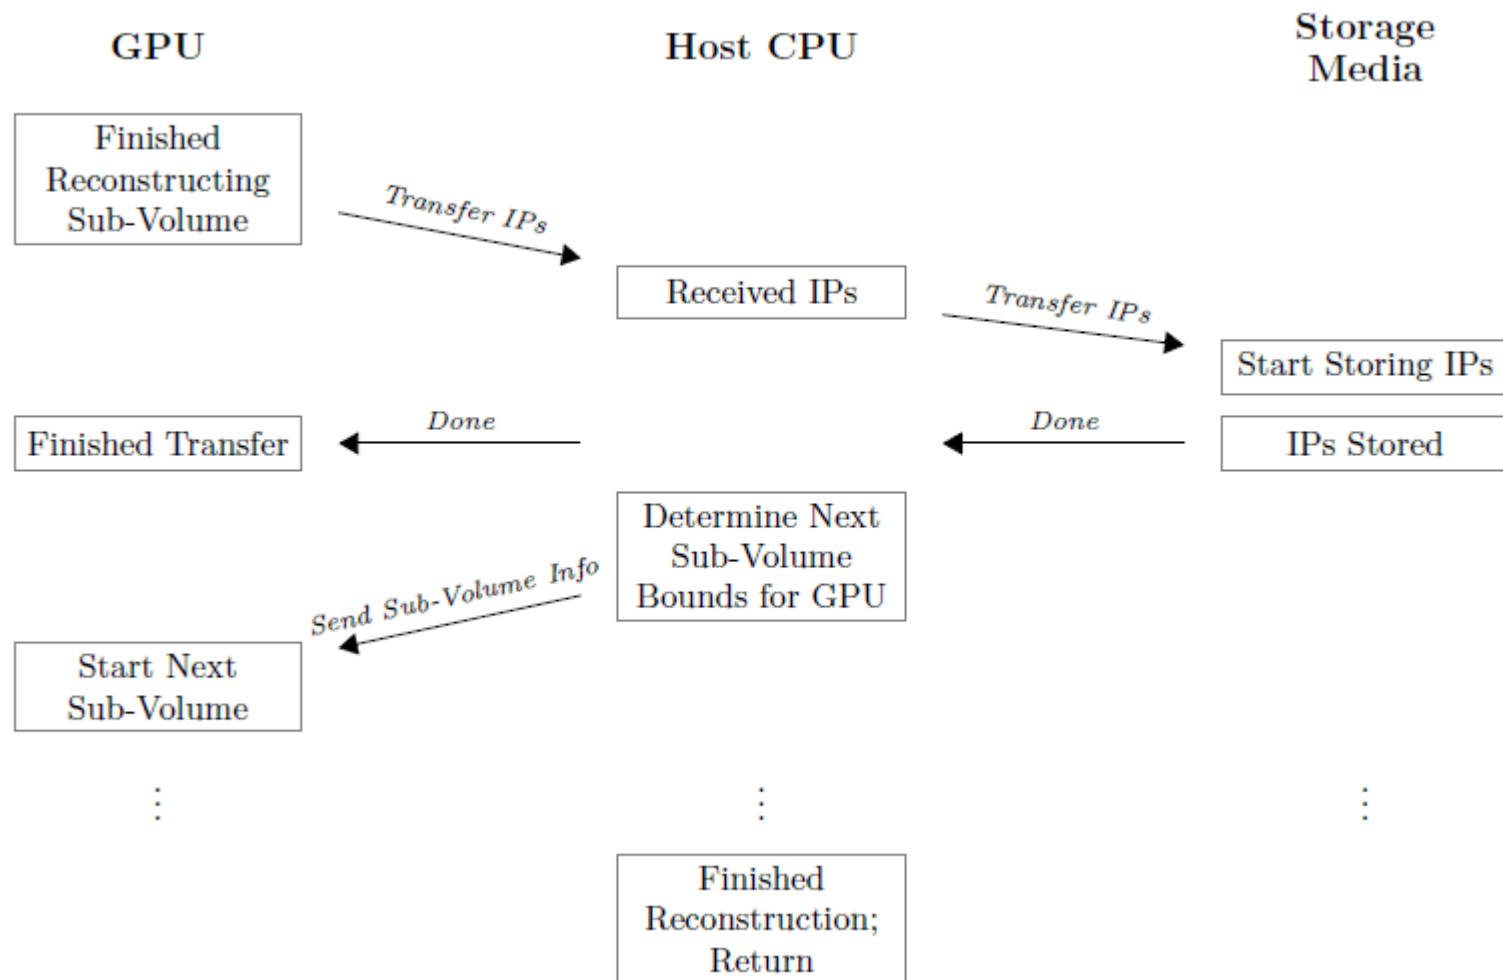 GPU
Host CPU
Storage
Media
Finished
Reconstructing
Sub-Volume
Transfer IPs
Received IPs
Transfer IPs
Start Storing IPs
Finished Transfer
Done
Done
IPs Stored
Determine Next
Sub-Volume
Bounds for GPU
Send Sub-Volume Info
Start Next
Sub-Volume
⋮
⋮
⋮
Finished
Reconstruction;
Return